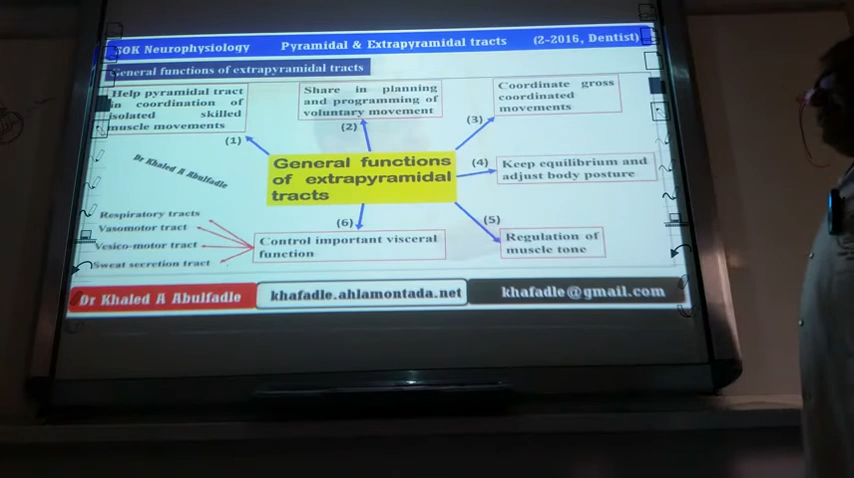 SOK Neurophysiology Pyramidal & Extrapyramidal tracts (2-2016, Dentist)
General functions of extrapyramidal tracts
Help pyramidal tract
in coordination of
isolated skilled
muscle movements
(1)
Share in planning
and programming of
voluntary movement
(2)
Coordinate gross
coordinated
movements
(3)
Dr Khaled A Abulfadle
General functions
of extrapyramidal
tracts
(4)
Keep equilibrium and
adjust body posture
Respiratory tracts
Vasomotor tract
Vesico-motor tract
Sweat secretion tract
(6)
Control important visceral
function
(5)
Regulation of
muscle tone
Dr Khaled A Abulfadle khafadle.ahlamontada.net khafadle@gmail.com